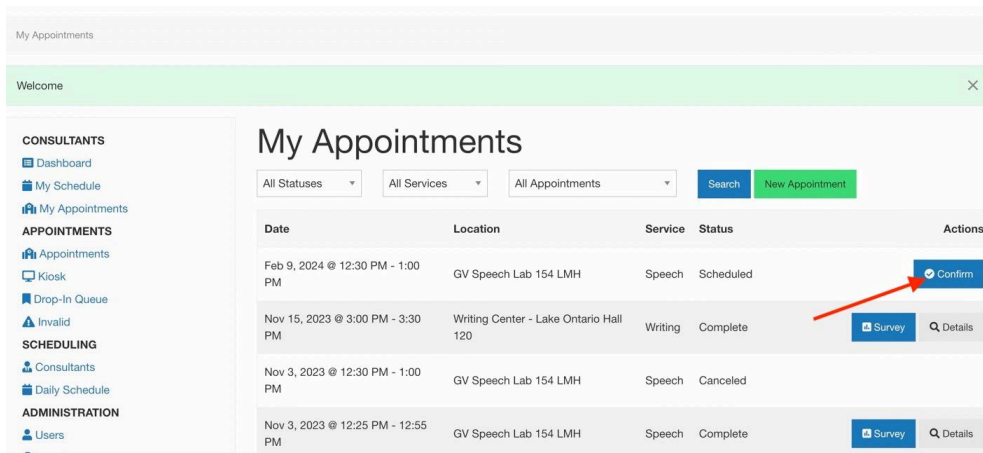 My Appointments
Welcome
CONSULTANTS
Dashboard
My Schedule
My Appointments
APPOINTMENTS
Appointments
Kiosk
Drop-In Queue
Invalid
SCHEDULING
Consultants
Daily Schedule
ADMINISTRATION
Users
My Appointments
All Statuses All Services All Appointments Search New Appointment
Date Location Service Status Actions
Feb 9, 2024 @ 12:30 PM - 1:00
PM
GV Speech Lab 154 LMH Speech Scheduled Confirm
Nov 15, 2023 @ 3:00 PM - 3:30
PM
Writing Center - Lake Ontario Hall
120
Writing Complete Survey Details
Nov 3, 2023 @ 12:30 PM - 1:00
PM
GV Speech Lab 154 LMH Speech Canceled
Nov 3, 2023 @ 12:25 PM - 12:55
PM
GV Speech Lab 154 LMH Speech Complete Survey Details